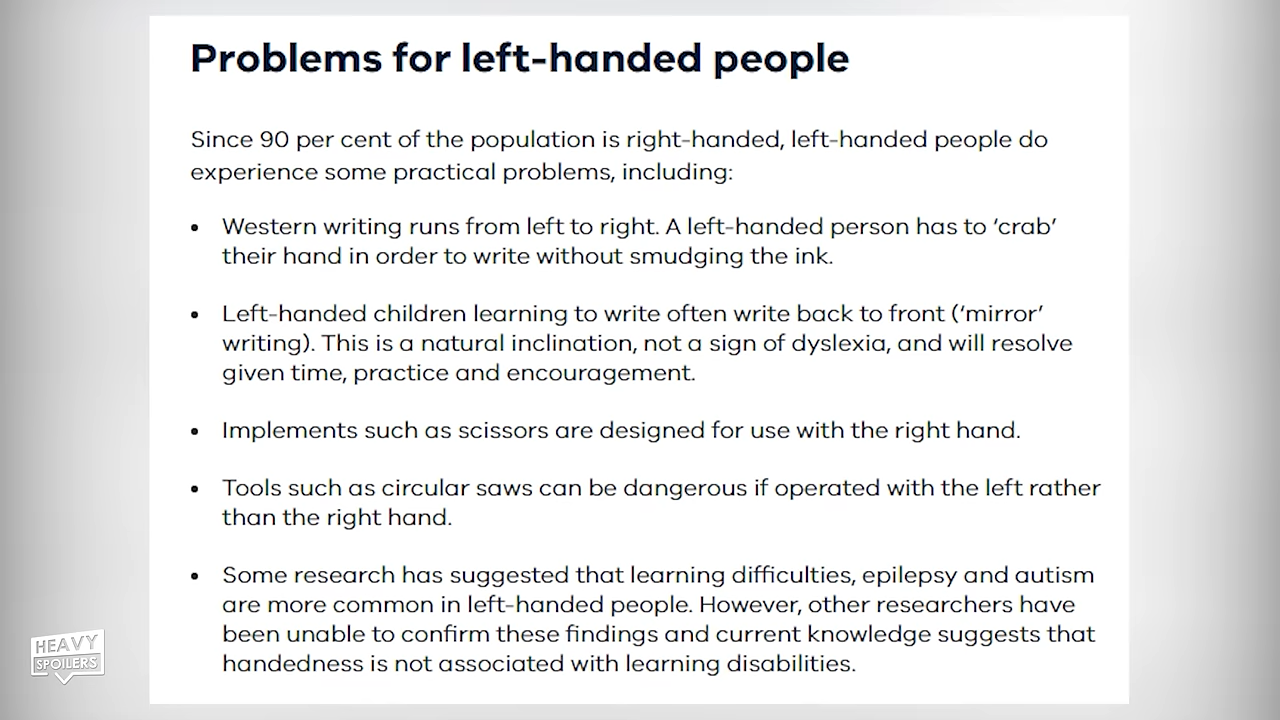 Problems for left-handed people
Since 90 per cent of the population is right-handed, left-handed people do
experience some practical problems, including:
• Western writing runs from left to right. A left-handed person has to ‘crab’
their hand in order to write without smudging the ink.
• Left-handed children learning to write often write back to front (‘mirror’
writing). This is a natural inclination, not a sign of dyslexia, and will resolve
given time, practice and encouragement.
• Implements such as scissors are designed for use with the right hand.
• Tools such as circular saws can be dangerous if operated with the left rather
than the right hand.
• Some research has suggested that learning difficulties, epilepsy and autism
are more common in left-handed people. However, other researchers have
been unable to confirm these findings and current knowledge suggests that
handedness is not associated with learning disabilities.
HEAVY
SPOILERS